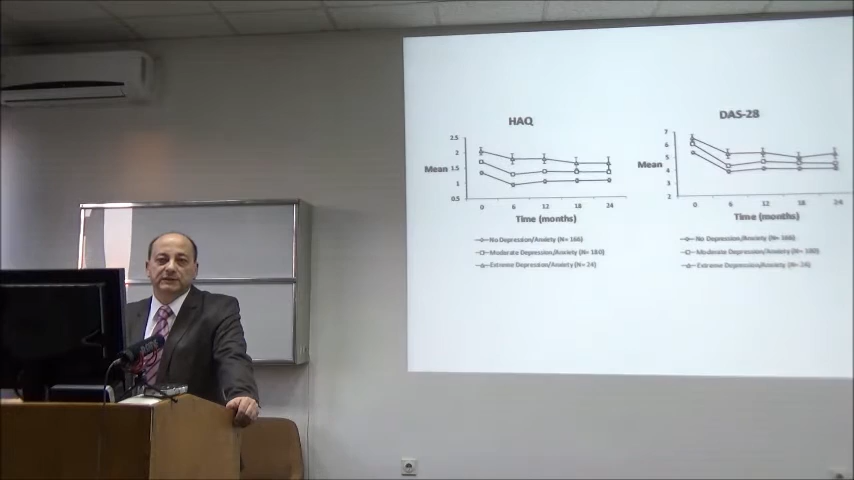 HAQ
2.5
2
1.5
1
0.5
Mean
0 6 12 18 24
Time (months)
No Depression/Anxiety (N= 166)
Moderate Depression/Anxiety (N= 180)
Extreme Depression/Anxiety (N= 24)
DAS-28
7
6
5
4
3
2
Mean
0 6 12 18 24
Time (months)
No Depression/Anxiety (N= 166)
Moderate Depression/Anxiety (N= 180)
Extreme Depression/Anxiety (N= 24)